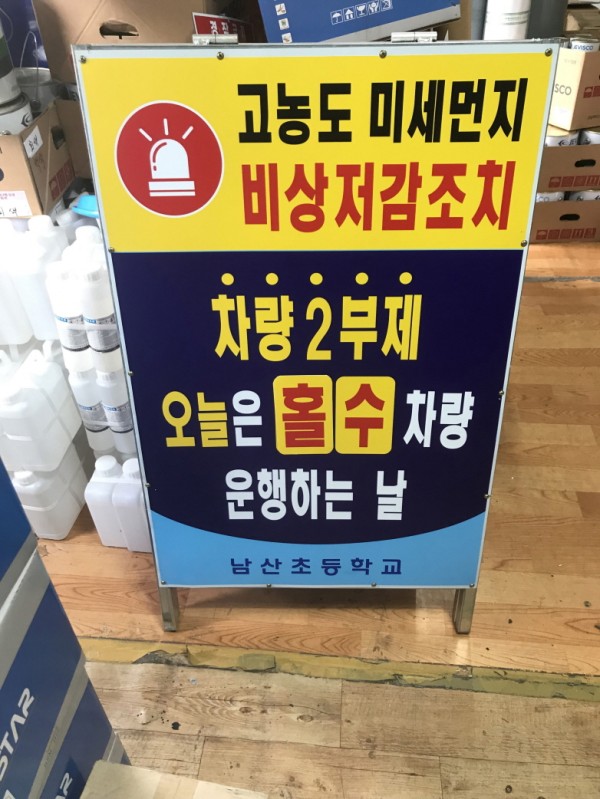 고농도 미세먼지
비상저감조치
차량2부제
오늘은 홀수 차량
운행하는 날
남산초등학교